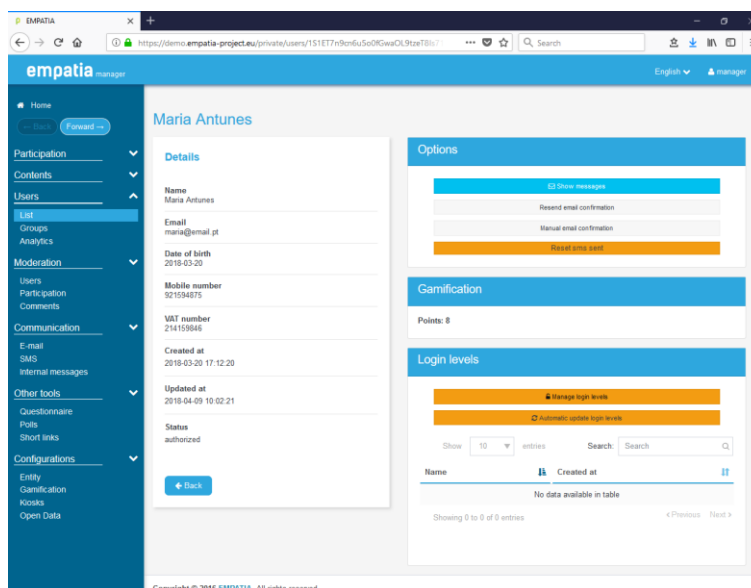 EMPATIA
https://demo.empatia-project.eu/private/users/
Search
empatia manager
English
manager
Home
← Back
Forward →
Participation
Contents
Users
List
Groups
Analytics
Moderation
Users
Participation
Comments
Communication
E-mail
SMS
Internal messages
Other tools
Questionnaire
Polls
Short links
Configurations
Entity
Gamification
Kiosks
Open Data
Maria Antunes
Details
Name
Maria Antunes
Email
maria@email.pt
Date of birth
2018-03-20
Mobile number
921594875
VAT number
214159846
Created at
2018-03-20 17:12:20
Updated at
2018-04-09 10:02:21
Status
authorized
Back
Options
Show messages
Resend email confirmation
Manual email confirmation
Reset sms sent
Gamification
Points: 8
Login levels
Manage login levels
Automatic update login levels
Show 10 entries
Search: Search
Name Created at
No data available in table
Showing 0 to 0 of 0 entries
Previous Next
Copyright © 2016 EMPATIA. All rights reserved.